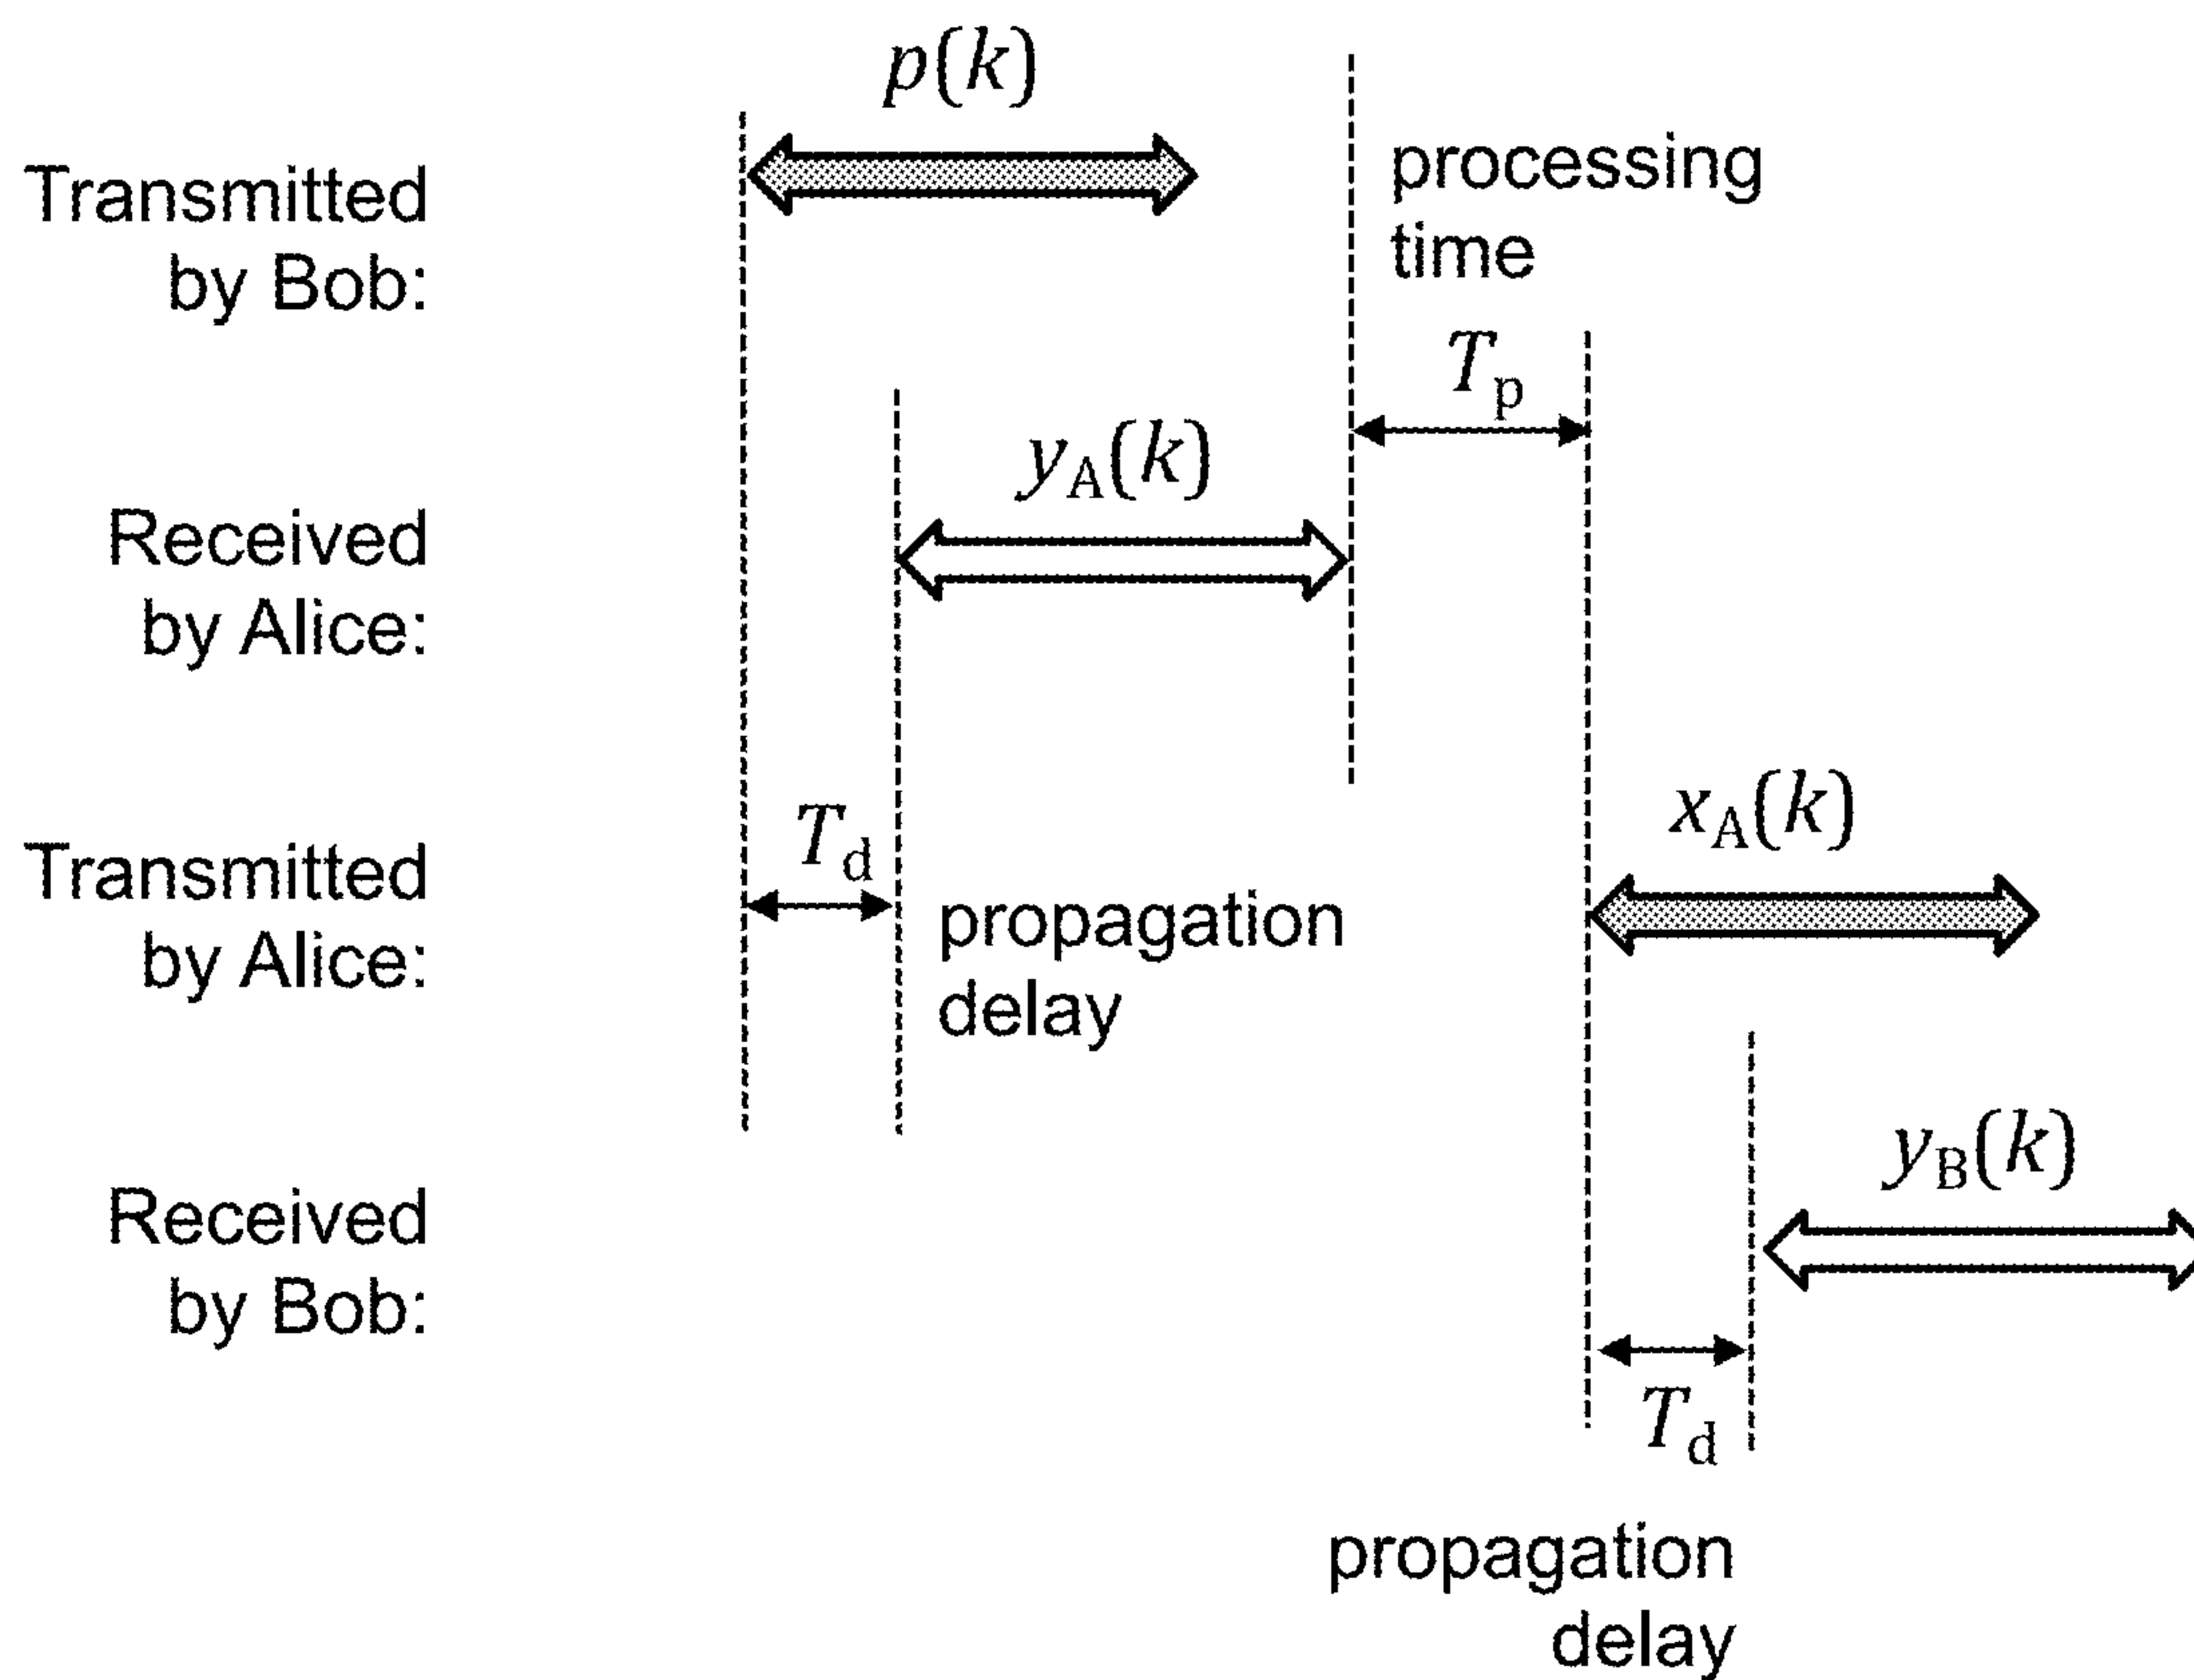 p(k)
Transmitted
by Bob:
processing
time
T_p
Received
by Alice:
y_A(k)
Transmitted
by Alice:
T_d
propagation
delay
x_A(k)
Received
by Bob:
y_B(k)
T_d
propagation
delay